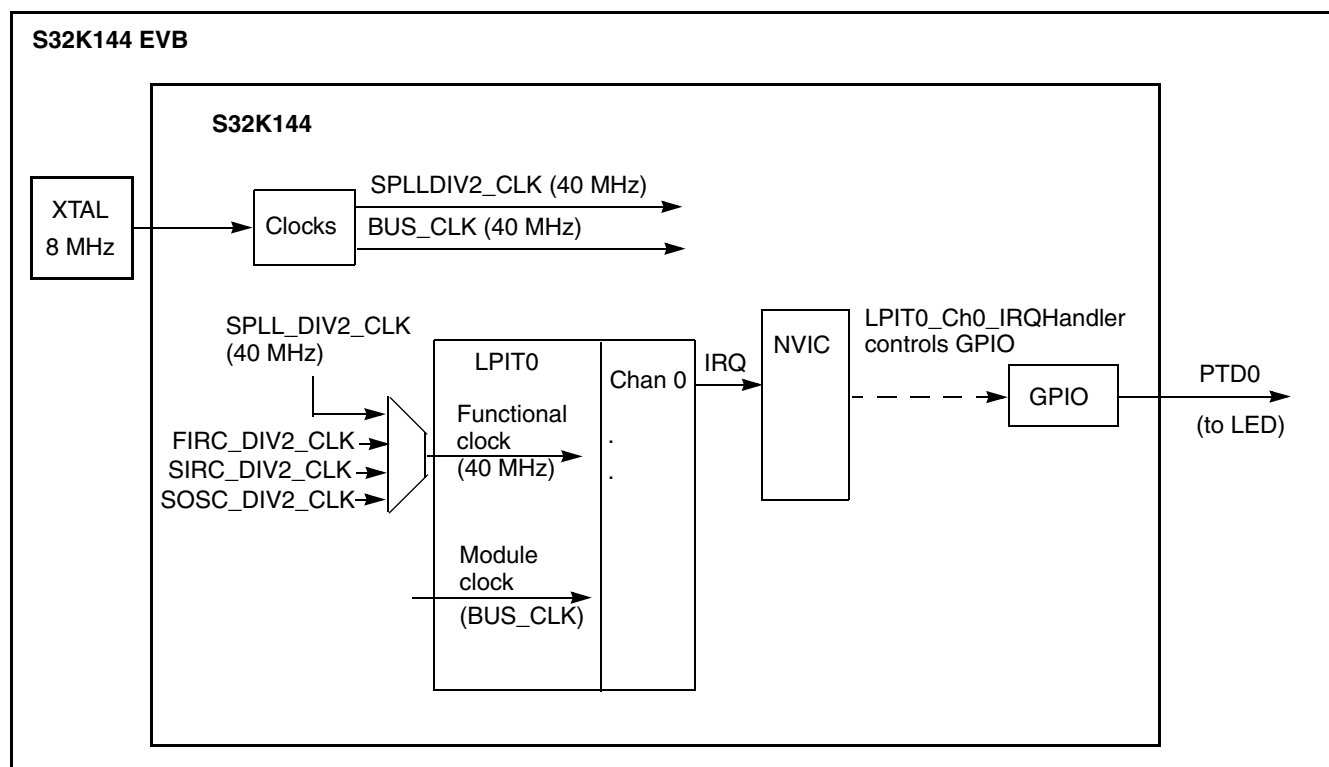 S32K144 EVB
S32K144
XTAL
8 MHz
Clocks
SPLLDIV2_CLK (40 MHz)
BUS_CLK (40 MHz)
SPLL_DIV2_CLK
(40 MHz)
FIRC_DIV2_CLK
SIRC_DIV2_CLK
SOSC_DIV2_CLK
LPIT0
Functional
clock
(40 MHz)
Module
clock
(BUS_CLK)
Chan 0
.
.
IRQ
NVIC
LPIT0_Ch0_IRQHandler
controls GPIO
GPIO
PTD0
(to LED)